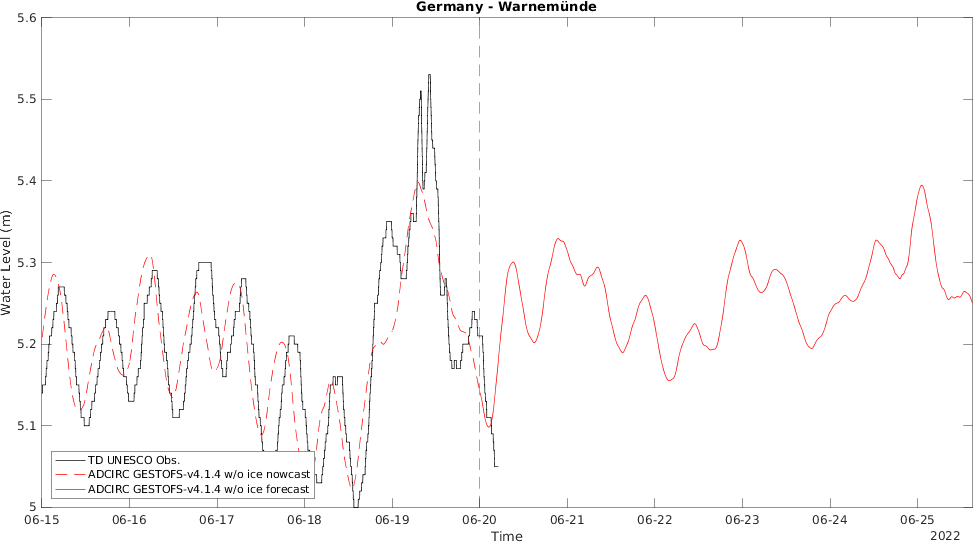 Germany - Warnemünde
5.6
5.5
5.4
5.3
5.2
5.1
5
Water Level (m)
TD UNESCO Obs.
ADCIRC GESTOFS-v4.1.4 w/o ice nowcast
ADCIRC GESTOFS-v4.1.4 w/o ice forecast
06-15 06-16 06-17 06-18 06-19 06-20 06-21 06-22 06-23 06-24 06-25
Time
2022